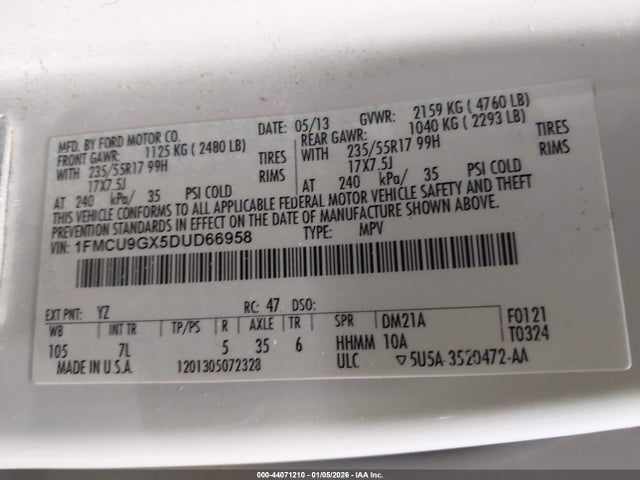 MFD. BY FORD MOTOR CO. DATE: 05/13 GVWR: 2159 KG ( 4760 LB)
FRONT GAWR: 1125 KG ( 2480 LB) REAR GAWR: 1040 KG ( 2293 LB)
WITH 235/55R17 99H TIRES WITH 235/55R17 99H TIRES
17X7.5J RIMS 17X7.5J RIMS
AT 240 kPa/ 35 PSI COLD AT 240 kPa/ 35 PSI COLD
THIS VEHICLE CONFORMS TO ALL APPLICABLE FEDERAL MOTOR VEHICLE SAFETY AND THEFT
PREVENTION STANDARDS IN EFFECT ON THE DATE OF MANUFACTURE SHOWN ABOVE.
VIN: 1FMCU9GX5DUD66958 TYPE: MPV
EXT PNT: YZ RC: 47 DSO:
WB INT TR TP/PS R AXLE TR SPR DM21A F0121
105 7L 5 35 6 HHMM 10A T0324
MADE IN U.S.A. 1201305072328 ULC ▽5U5A-3520472-AA
000-44071210 - 01/05/2026 - IAA Inc.